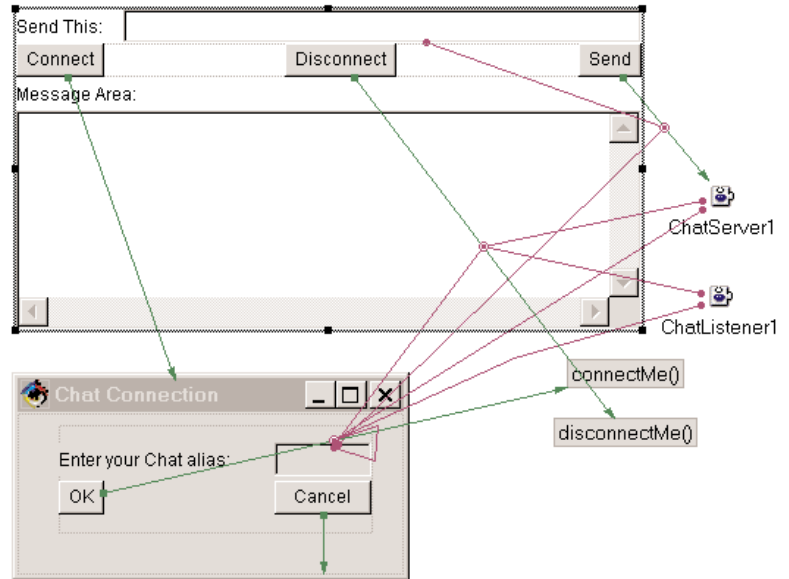 Send This:
Connect Disconnect Send
Message Area:
ChatServer1
ChatListener1
connectMe()
Chat Connection
disconnectMe()
Enter your Chat alias:
OK Cancel